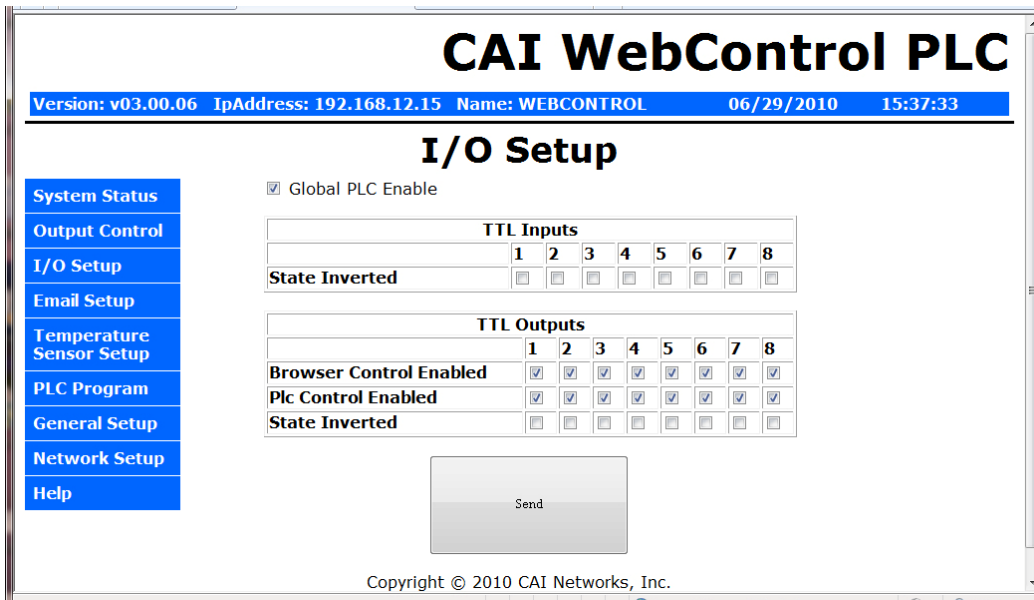 CAI WebControl PLC
Version: v03.00.06 IpAddress: 192.168.12.15 Name: WEBCONTROL 06/29/2010 15:37:33
I/O Setup
System Status
Output Control
I/O Setup
Email Setup
Temperature
Sensor Setup
PLC Program
General Setup
Network Setup
Help
Global PLC Enable
TTL Inputs
1 2 3 4 5 6 7 8
State Inverted
TTL Outputs
1 2 3 4 5 6 7 8
Browser Control Enabled
Plc Control Enabled
State Inverted
Send
Copyright © 2010 CAI Networks, Inc.